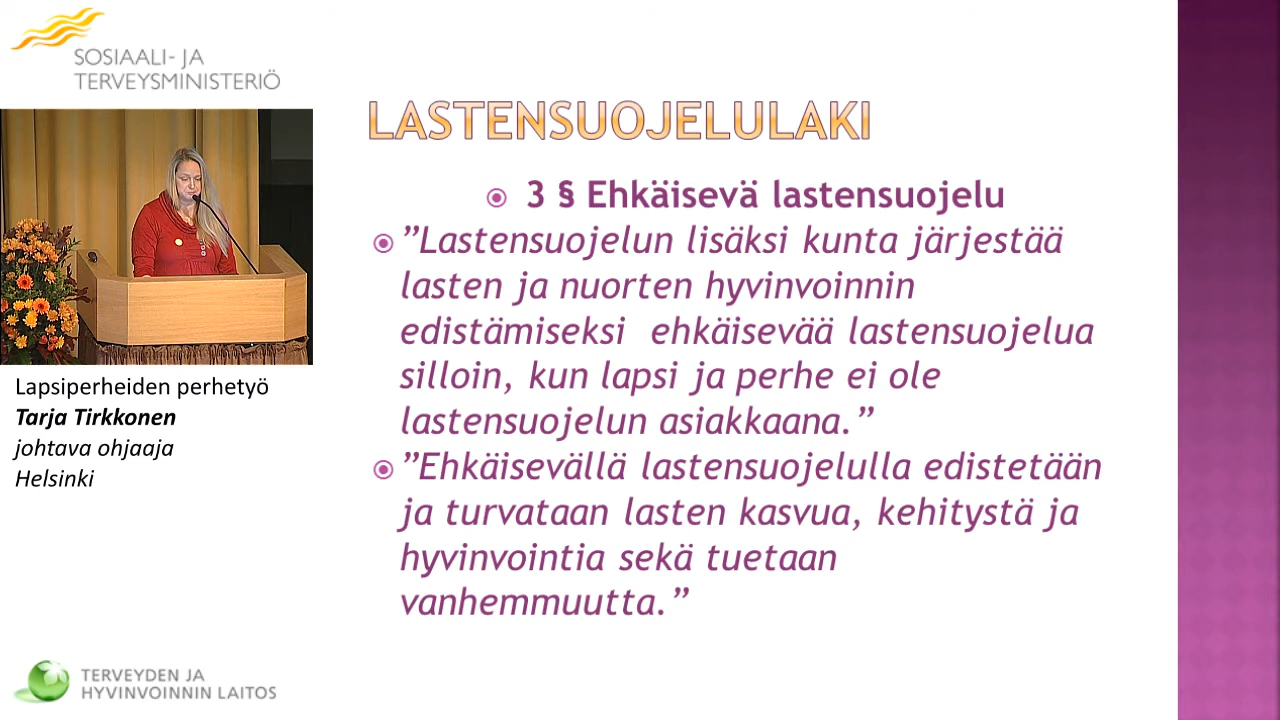 SOSIAALI- JA
TERVEYSMINISTERIÖ
LASTENSUOJELULAKI
3 § Ehkäisevä lastensuojelu
”Lastensuojelun lisäksi kunta järjestää
lasten ja nuorten hyvinvoinnin
edistämiseksi ehkäisevää lastensuojelua
silloin, kun lapsi ja perhe ei ole
lastensuojelun asiakkaana.”
”Ehkäisevällä lastensuojelulla edistetään
ja turvataan lasten kasvua, kehitystä ja
hyvinvointia sekä tuetaan
vanhemmuutta.”
Lapsiperheiden perhetyö
Tarja Tirkkonen
johtava ohjaaja
Helsinki
TERVEYDEN JA
HYVINVOINNIN LAITOS